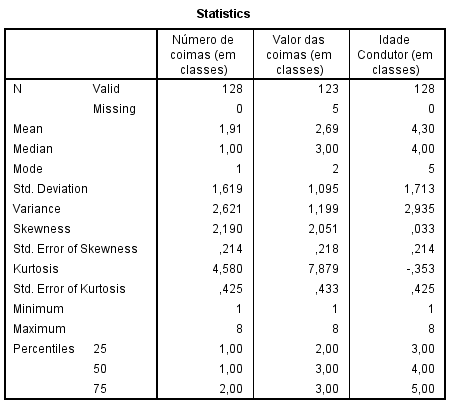 Statistics
Número de coimas (em classes) Valor das coimas (em classes) Idade Condutor (em classes)
N Valid 128 123 128
Missing 0 5 0
Mean 1,91 2,69 4,30
Median 1,00 3,00 4,00
Mode 1 2 5
Std. Deviation 1,619 1,095 1,713
Variance 2,621 1,199 2,935
Skewness 2,190 2,051 ,033
Std. Error of Skewness ,214 ,218 ,214
Kurtosis 4,580 7,879 -,353
Std. Error of Kurtosis ,425 ,433 ,425
Minimum 1 1 1
Maximum 8 8 8
Percentiles 25 1,00 2,00 3,00
50 1,00 3,00 4,00
75 2,00 3,00 5,00